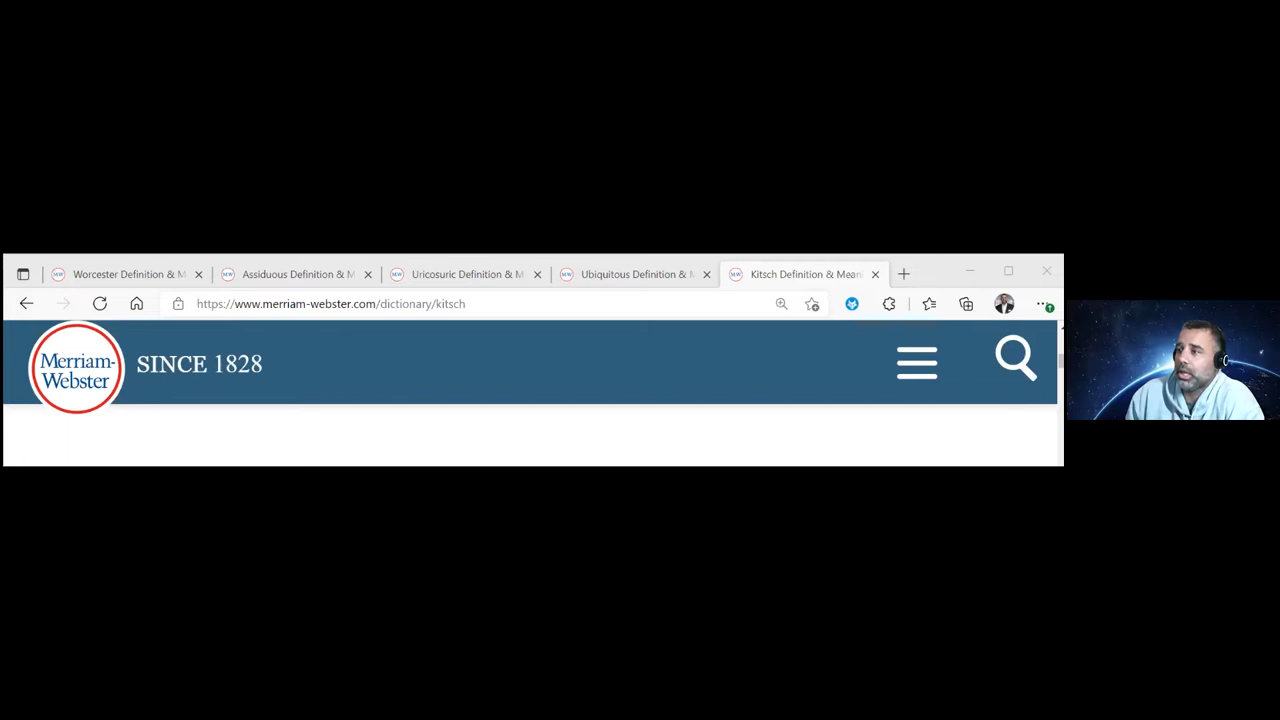 Worcester Definition & M
Assiduous Definition & M
Uricosuric Definition & M
Ubiquitous Definition & M
Kitsch Definition & Mean
https://www.merriam-webster.com/dictionary/kitsch
Merriam-
Webster
SINCE 1828